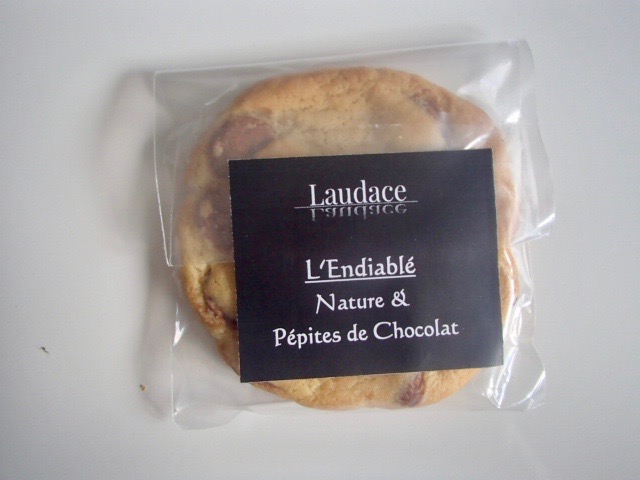 Laudace
L'Endiablé
Nature &
Pépites de Chocolat